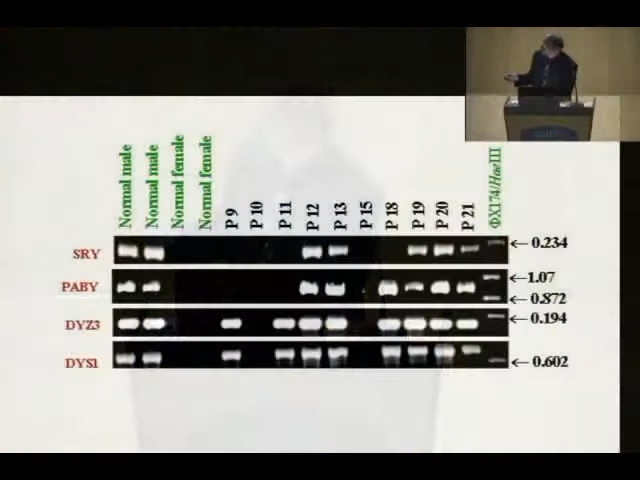 Normal male
Normal male
Normal female
Normal female
P 9
P 10
P 11
P 12
P 13
P 15
P 18
P 19
P 20
P 21
ΦX174/HaeIII
SRY
←0.234
PABY
←1.07
←0.872
DYZ3
←0.194
DYS1
←0.602